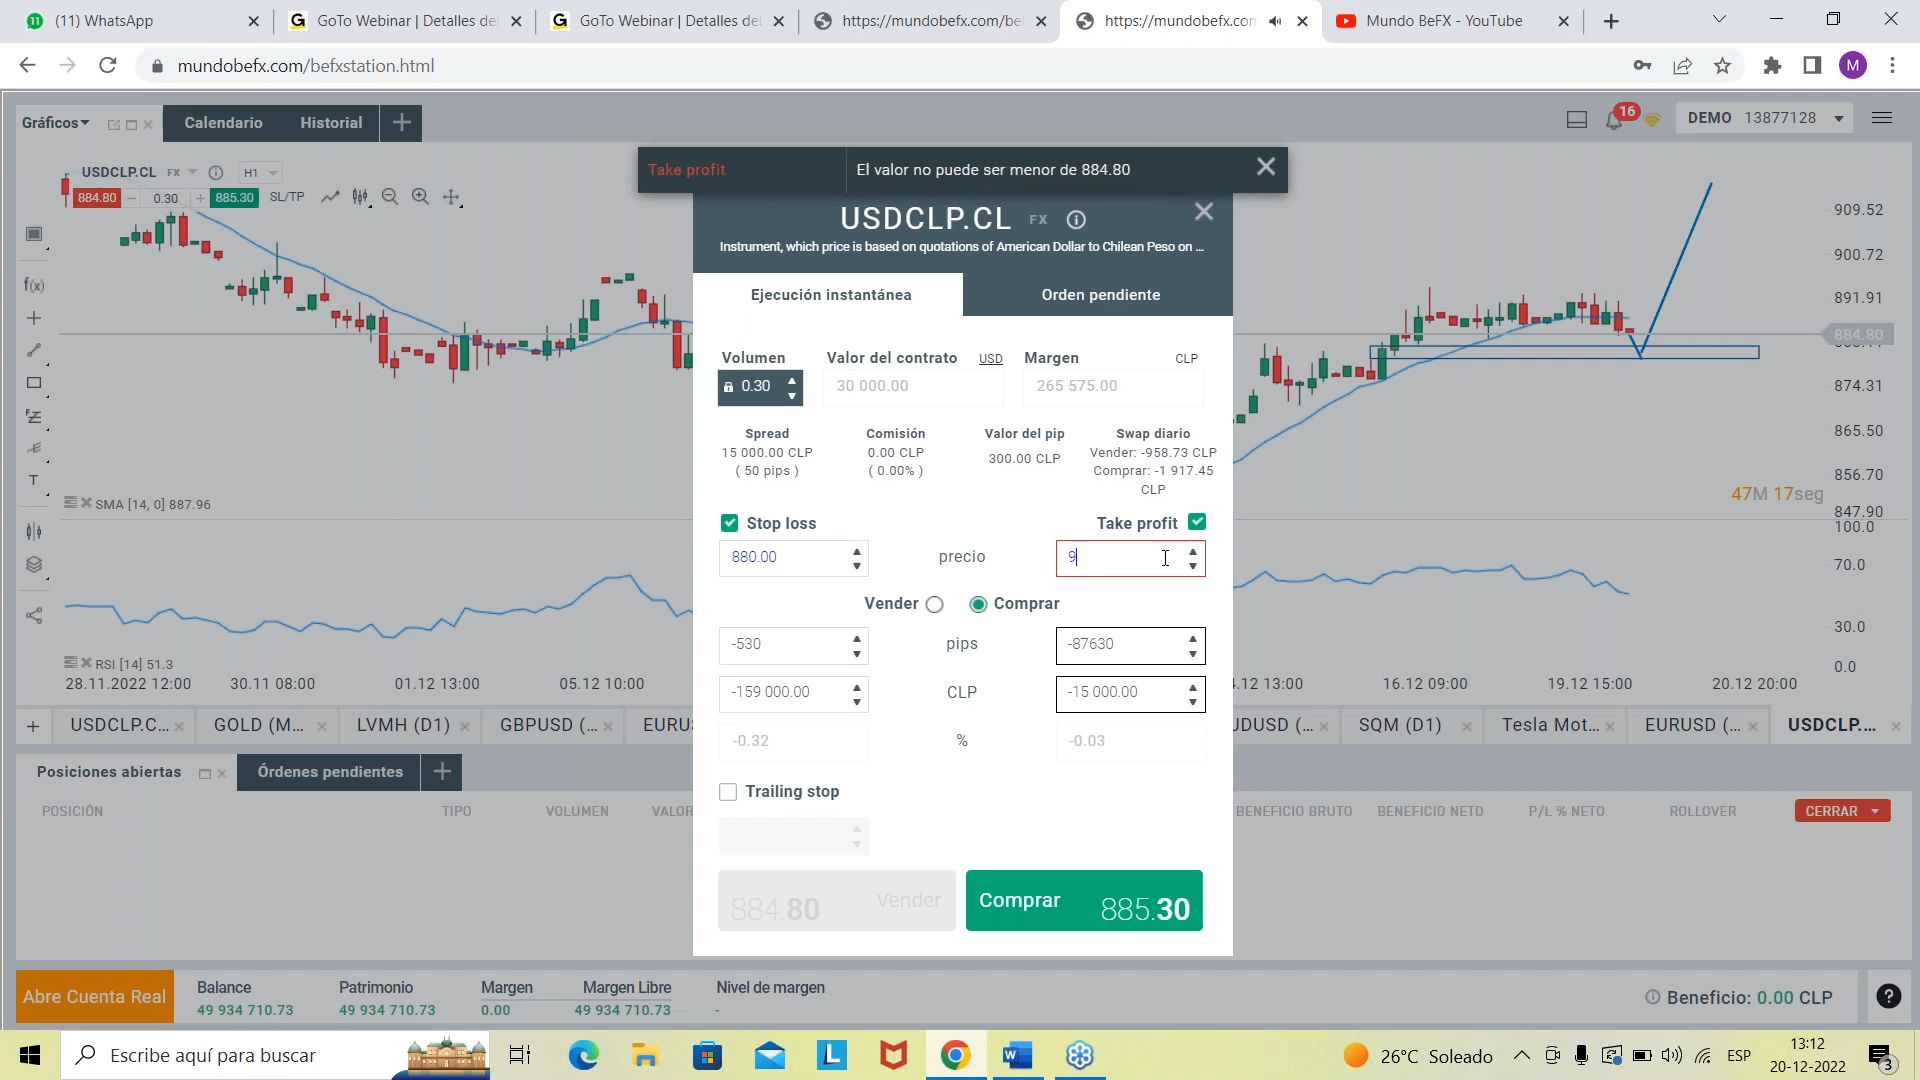 (11) WhatsApp
GoTo Webinar | Detalles del
GoTo Webinar | Detalles del
https://mundobefx.com/be
https://mundobefx.com
Mundo BeFX - YouTube
mundobefx.com/befxstation.html
M
Gráficos
Calendario
Historial
16
DEMO 13877128
USDCLP.CL FX H1
884.80 0.30 885.30 SL/TP
Take profit El valor no puede ser menor de 884.80
USDCLP.CL FX
Instrument, which price is based on quotations of American Dollar to Chilean Peso on ...
Ejecución instantánea
Orden pendiente
Volumen Valor del contrato USD Margen CLP
0.30 30 000.00 265 575.00
Spread Comisión Valor del pip Swap diario
15 000.00 CLP 0.00 CLP 300.00 CLP Vender: -958.73 CLP
( 50 pips ) ( 0.00% ) Comprar: -1 917.45
CLP
Stop loss Take profit
880.00 precio 9
Vender Comprar
-530 pips -87630
-159 000.00 CLP -15 000.00
-0.32 % -0.03
Trailing stop
884.80 Vender
Comprar 885.30
909.52
900.72
891.91
884.80
874.31
865.50
856.70
847.90
47M 17seg
100.0
70.0
30.0
0.0
f(x)
T
SMA [14, 0] 887.96
RSI [14] 51.3
28.11.2022 12:00 30.11 08:00 01.12 13:00 05.12 10:00
16.12 09:00 19.12 15:00 20.12 20:00
USDCLP.C... GOLD (M... LVMH (D1) GBPUSD (...
SQM (D1) Tesla Mot... EURUSD (... USDCLP....
Posiciones abiertas
Órdenes pendientes
POSICIÓN TIPO VOLUMEN
BENEFICIO BRUTO BENEFICIO NETO P/L % NETO ROLLOVER CERRAR
Abre Cuenta Real
Balance Patrimonio Margen Margen Libre Nivel de margen
49 934 710.73 49 934 710.73 0.00 49 934 710.73 -
Beneficio: 0.00 CLP
?
Escribe aquí para buscar
26°C Soleado
ESP
13:12
20-12-2022
3